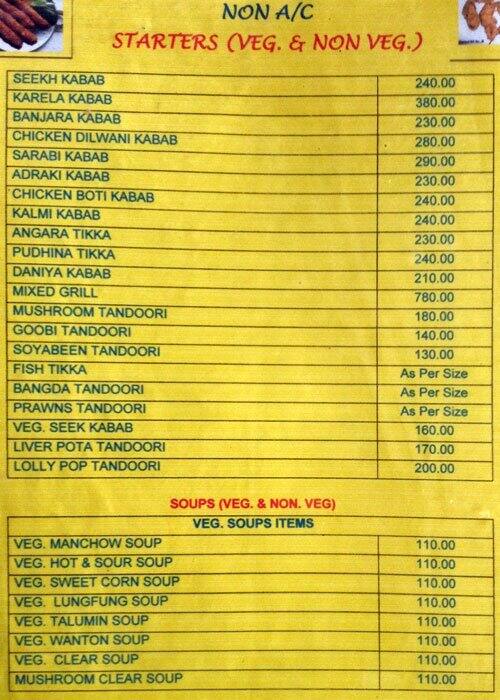 NON A/C
STARTERS (VEG. & NON VEG.)
SEEKH KABAB 240.00
KARELA KABAB 380.00
BANJARA KABAB 230.00
CHICKEN DILWANI KABAB 280.00
SARABI KABAB 290.00
ADRAKI KABAB 230.00
CHICKEN BOTI KABAB 240.00
KALMI KABAB 240.00
ANGARA TIKKA 230.00
PUDHINA TIKKA 240.00
DANIYA KABAB 210.00
MIXED GRILL 780.00
MUSHROOM TANDOORI 180.00
GOOBI TANDOORI 140.00
SOYABEEN TANDOORI 130.00
FISH TIKKA As Per Size
BANGDA TANDOORI As Per Size
PRAWNS TANDOORI As Per Size
VEG. SEEK KABAB 160.00
LIVER POTA TANDOORI 170.00
LOLLY POP TANDOORI 200.00
SOUPS (VEG. & NON. VEG)
VEG. SOUPS ITEMS
VEG. MANCHOW SOUP 110.00
VEG. HOT & SOUR SOUP 110.00
VEG. SWEET CORN SOUP 110.00
VEG. LUNGFUNG SOUP 110.00
VEG. TALUMIN SOUP 110.00
VEG. WANTON SOUP 110.00
VEG. CLEAR SOUP 110.00
MUSHROOM CLEAR SOUP 110.00